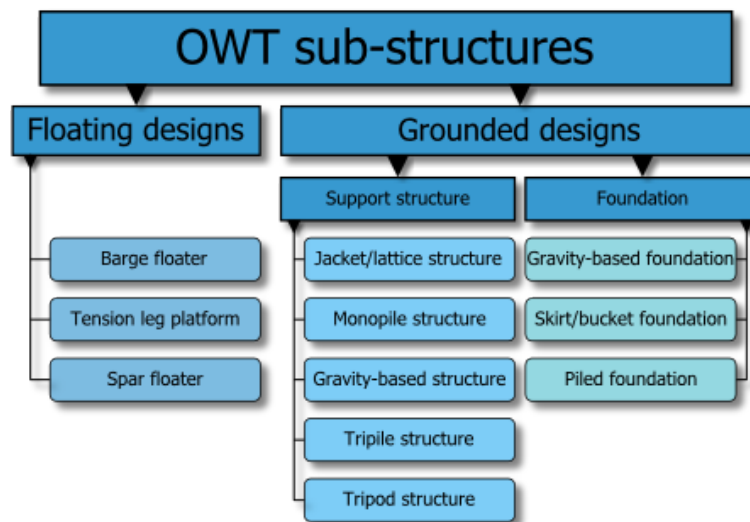 OWT sub-structures
Floating designs
Grounded designs
Support structure
Foundation
Barge floater
Tension leg platform
Spar floater
Jacket/lattice structure
Monopile structure
Gravity-based structure
Tripile structure
Tripod structure
Gravity-based foundation
Skirt/bucket foundation
Piled foundation